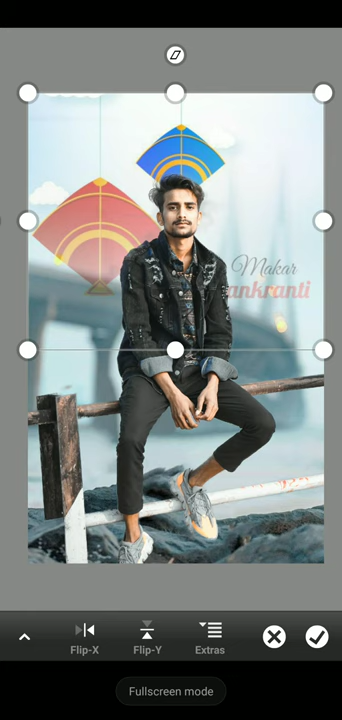 Makar
ankranti
Flip-X
Flip-Y
Extras
Fullscreen mode